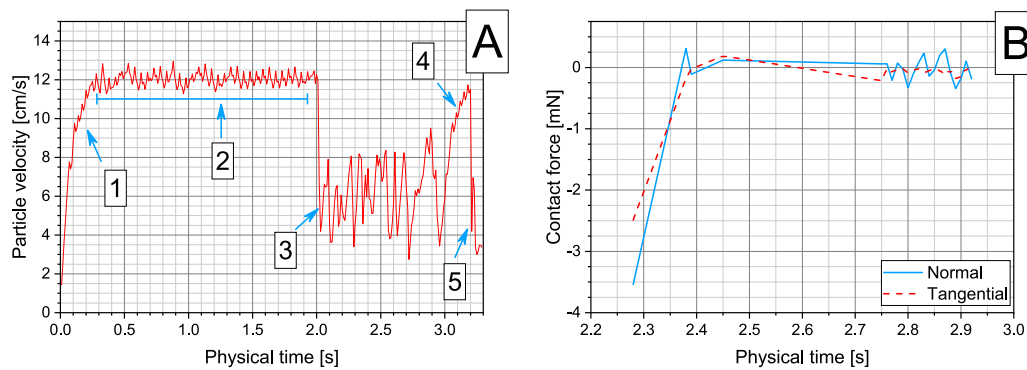 A
14
12
10
8
6
4
2
0
Particle velocity [cm/s]
0.0 0.5 1.0 1.5 2.0 2.5 3.0
Physical time [s]
1
2
3
4
5
B
0
-1
-2
-3
-4
Contact force [mN]
Normal
Tangential
2.2 2.3 2.4 2.5 2.6 2.7 2.8 2.9 3.0
Physical time [s]